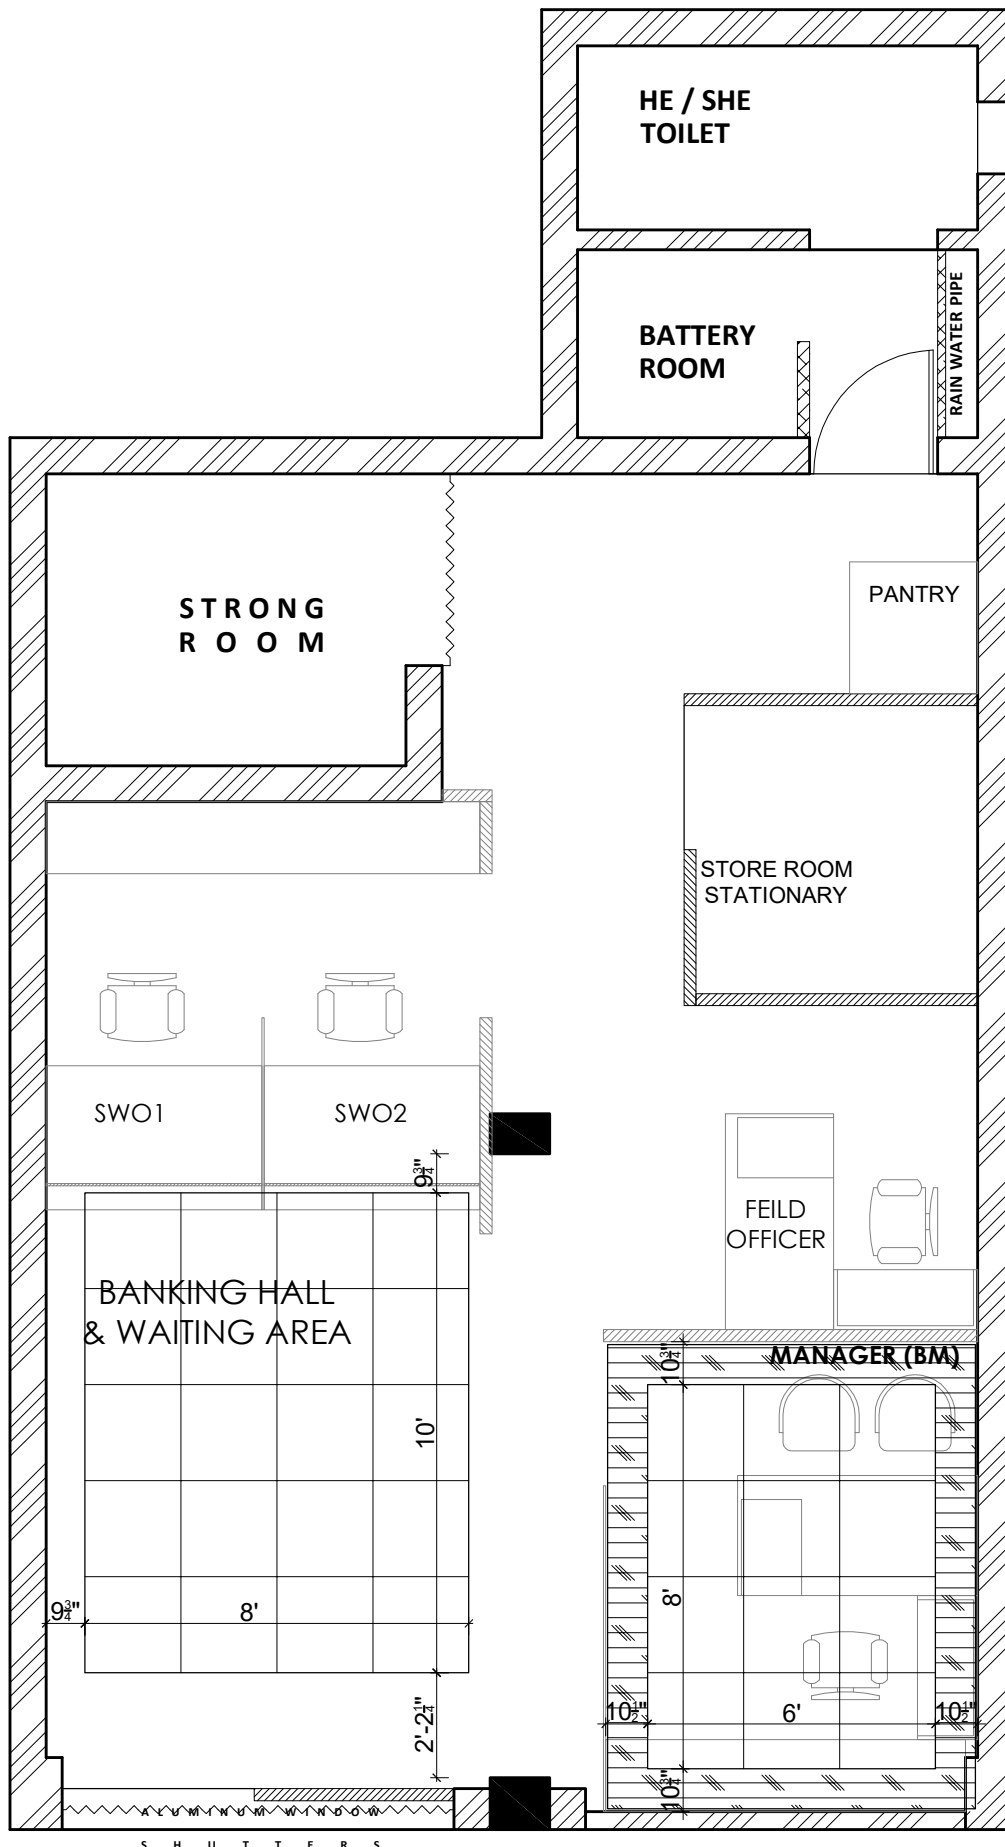 HE / SHE
TOILET
BATTERY
ROOM
RAIN WATER PIPE
STRONG
ROOM
PANTRY
STORE ROOM
STATIONARY
SWO1
SWO2
9¾"
FEILD
OFFICER
BANKING HALL
& WAITING AREA
10¾"
MANAGER (BM)
10'
8'
9¾"
8'
10½"
6'
10½"
2'-2¼"
10¾"
ALUMINUM WINDOW
SHUTTERS